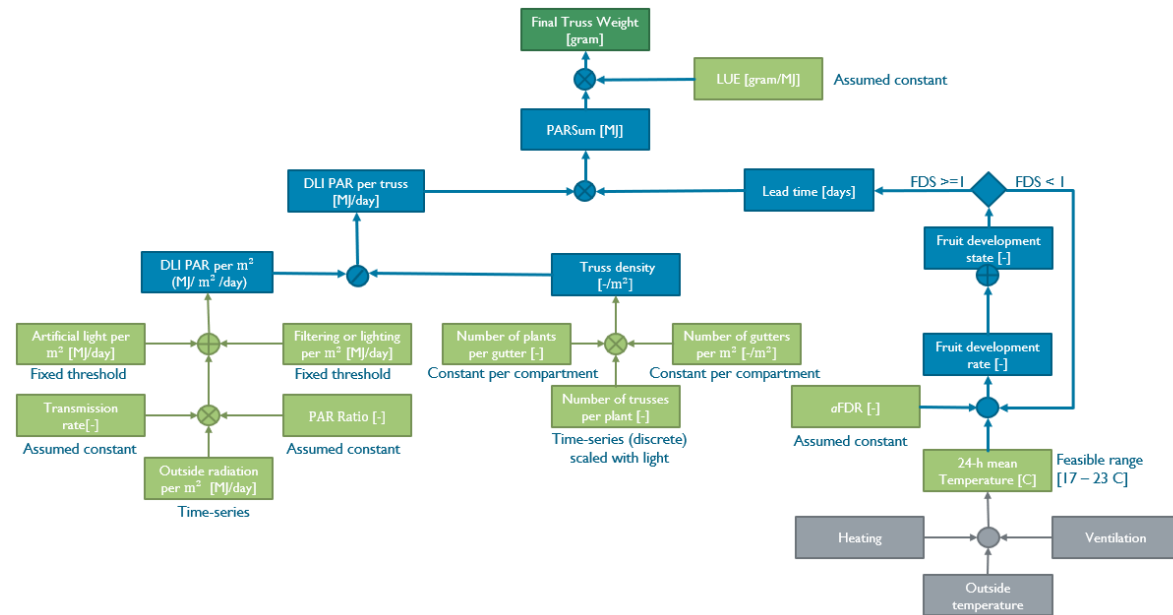 Final Truss Weight
[gram]
LUE [gram/MJ]
Assumed constant
PARSum [MJ]
DLI PAR per truss
[MJ/day]
Lead time [days]
FDS >=1
FDS < 1
DLI PAR per m²
(MJ/ m² /day)
Truss density
[-/m²]
Fruit development
state [-]
Artificial light per
m² [MJ/day]
Fixed threshold
Filtering or lighting
per m² [MJ/day]
Fixed threshold
Number of plants
per gutter [-]
Constant per compartment
Number of gutters
per m² [-/m²]
Constant per compartment
Fruit development
rate [-]
Transmission
rate[-]
Assumed constant
PAR Ratio [-]
Assumed constant
Number of trusses
per plant [-]
Time-series (discrete)
scaled with light
aFDR [-]
Assumed constant
Outside radiation
per m² [MJ/day]
Time-series
24-h mean
Temperature [C]
Feasible range
[17 – 23 C]
Heating
Ventilation
Outside
temperature